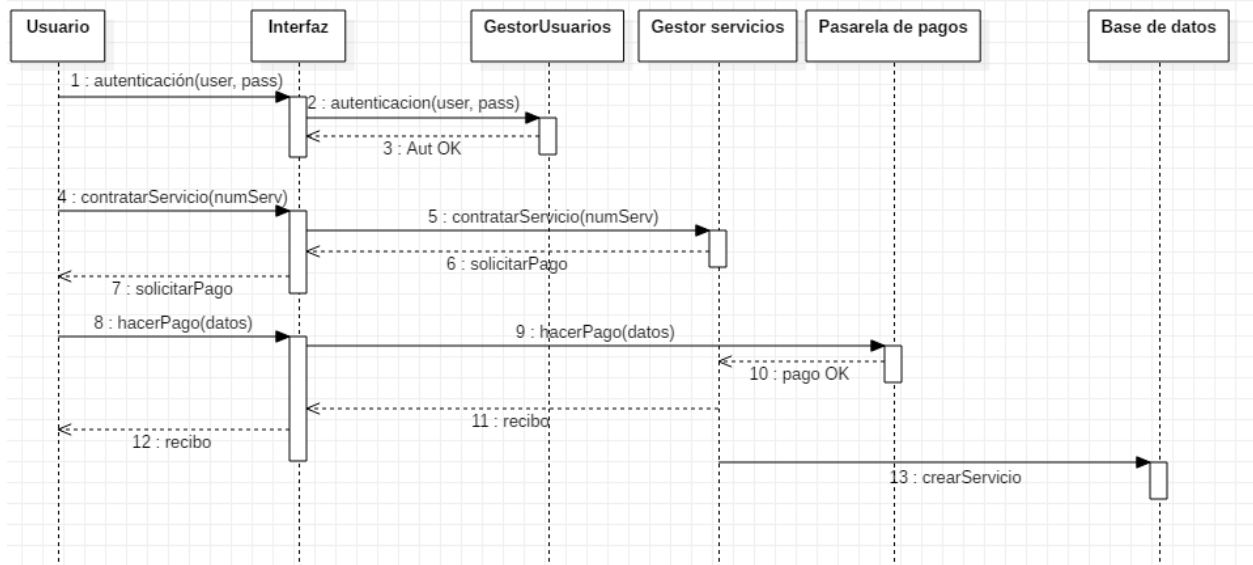 Usuario
Interfaz
GestorUsuarios
Gestor servicios
Pasarela de pagos
Base de datos
1 : autenticación(user, pass)
2 : autenticacion(user, pass)
3 : Aut OK
4 : contratarServicio(numServ)
5 : contratarServicio(numServ)
6 : solicitarPago
7 : solicitarPago
8 : hacerPago(datos)
9 : hacerPago(datos)
10 : pago OK
11 : recibo
12 : recibo
13 : crearServicio